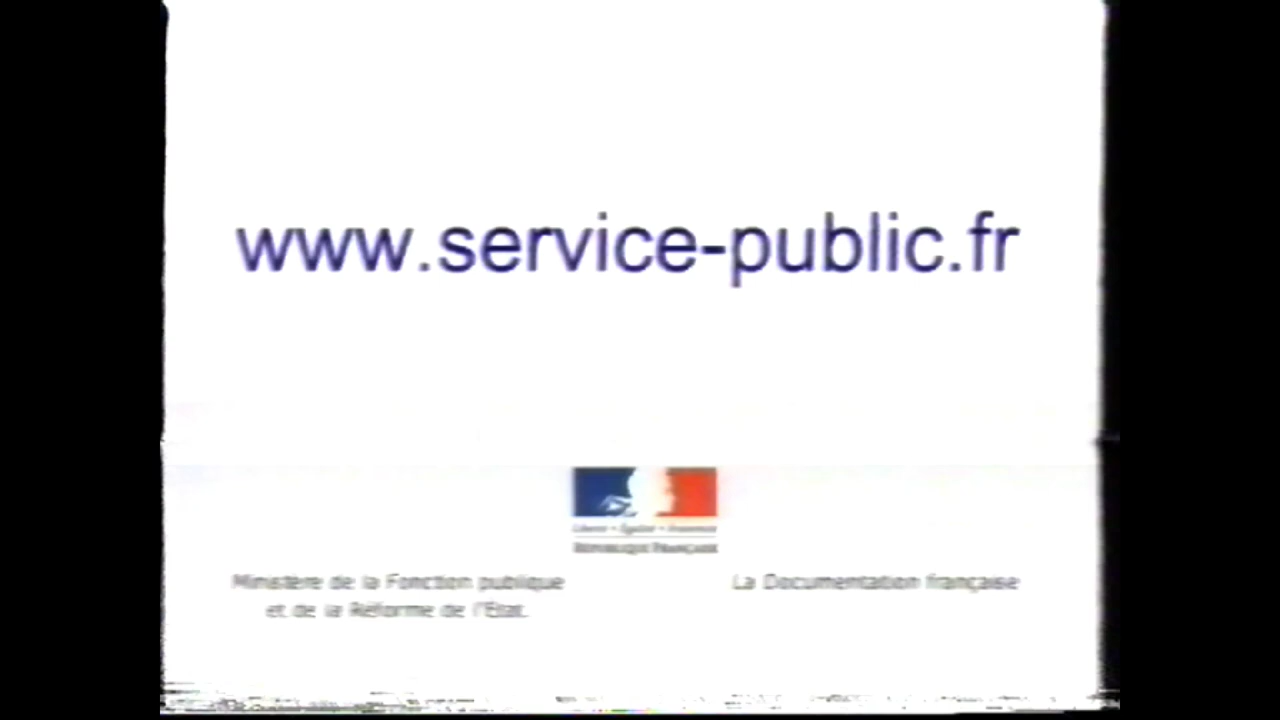 www.service-public.fr
Liberté • Égalité • Fraternité
RÉPUBLIQUE FRANÇAISE
Ministère de la Fonction publique
et de la Réforme de l'État.
La Documentation française